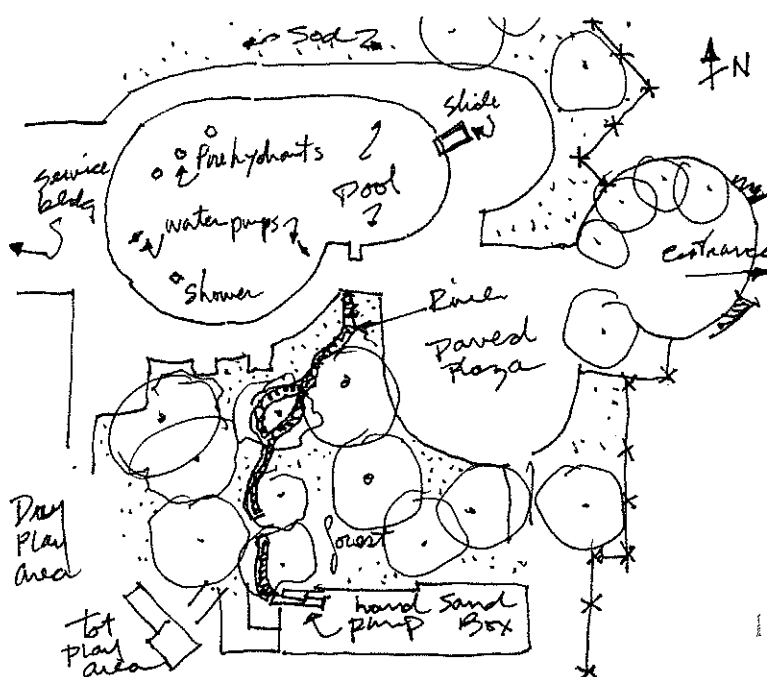 Sod
N
Slide
Fire hydrants
Service
bldg
Pool
water pumps
Shower
entrance
River
Paved
Plaza
Dry
Play
area
forest
hand
pump
Sand
Box
Tot
play
area